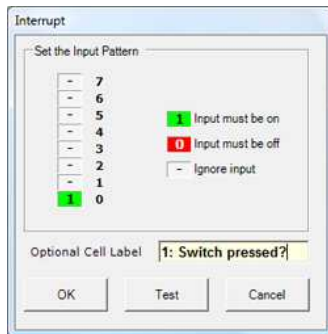 Interrupt
Set the Input Pattern
- 7
- 6
- 5
- 4
- 3
- 2
- 1
1 0
1 Input must be on
0 Input must be off
- Ignore input
Optional Cell Label 1: Switch pressed?
OK Test Cancel